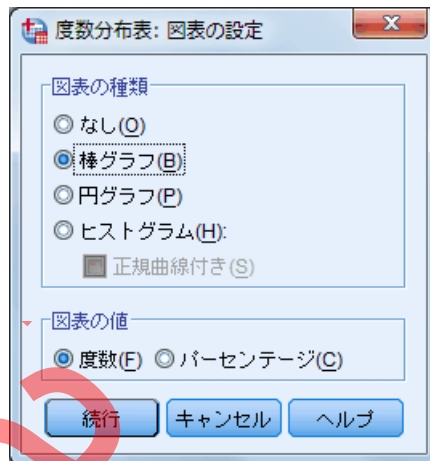 度数分布表: 図表の設定
図表の種類
なし(O)
棒グラフ(B)
円グラフ(P)
ヒストグラム(H):
正規曲線付き(S)
図表の値
度数(F) パーセンテージ(C)
続行 キャンセル ヘルプ